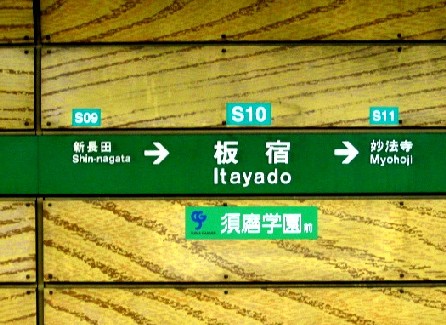 S09
S10
S11
新長田
Shin-nagata
板宿
Itayado
妙法寺
Myohoji
須磨学園前